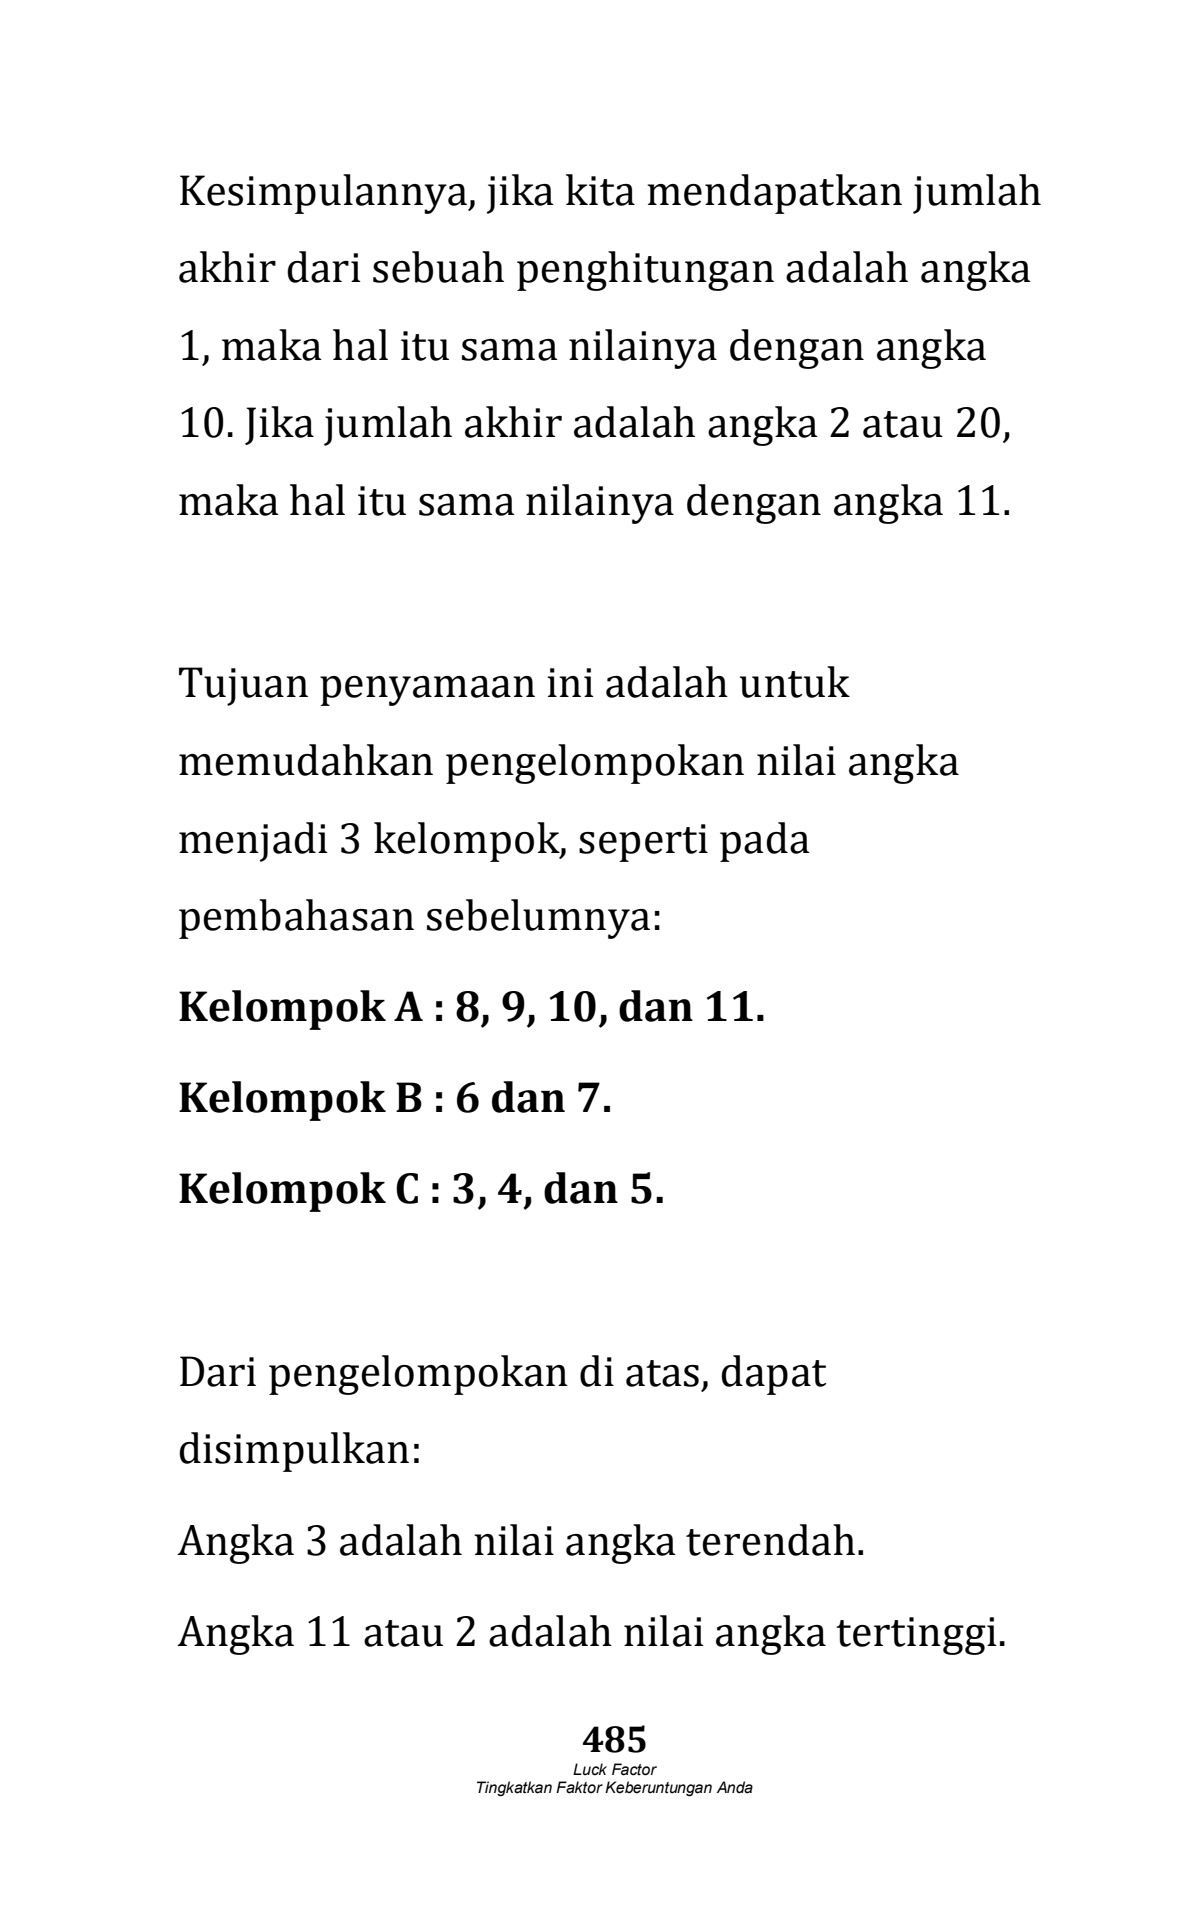 Kesimpulannya, jika kita mendapatkan jumlah
akhir dari sebuah penghitungan adalah angka
1, maka hal itu sama nilainya dengan angka
10. Jika jumlah akhir adalah angka 2 atau 20,
maka hal itu sama nilainya dengan angka 11.
Tujuan penyamaan ini adalah untuk
memudahkan pengelompokan nilai angka
menjadi 3 kelompok, seperti pada
pembahasan sebelumnya:
Kelompok A : 8, 9, 10, dan 11.
Kelompok B : 6 dan 7.
Kelompok C : 3, 4, dan 5.
Dari pengelompokan di atas, dapat
disimpulkan:
Angka 3 adalah nilai angka terendah.
Angka 11 atau 2 adalah nilai angka tertinggi.
485
Luck Factor
Tingkatkan Faktor Keberuntungan Anda